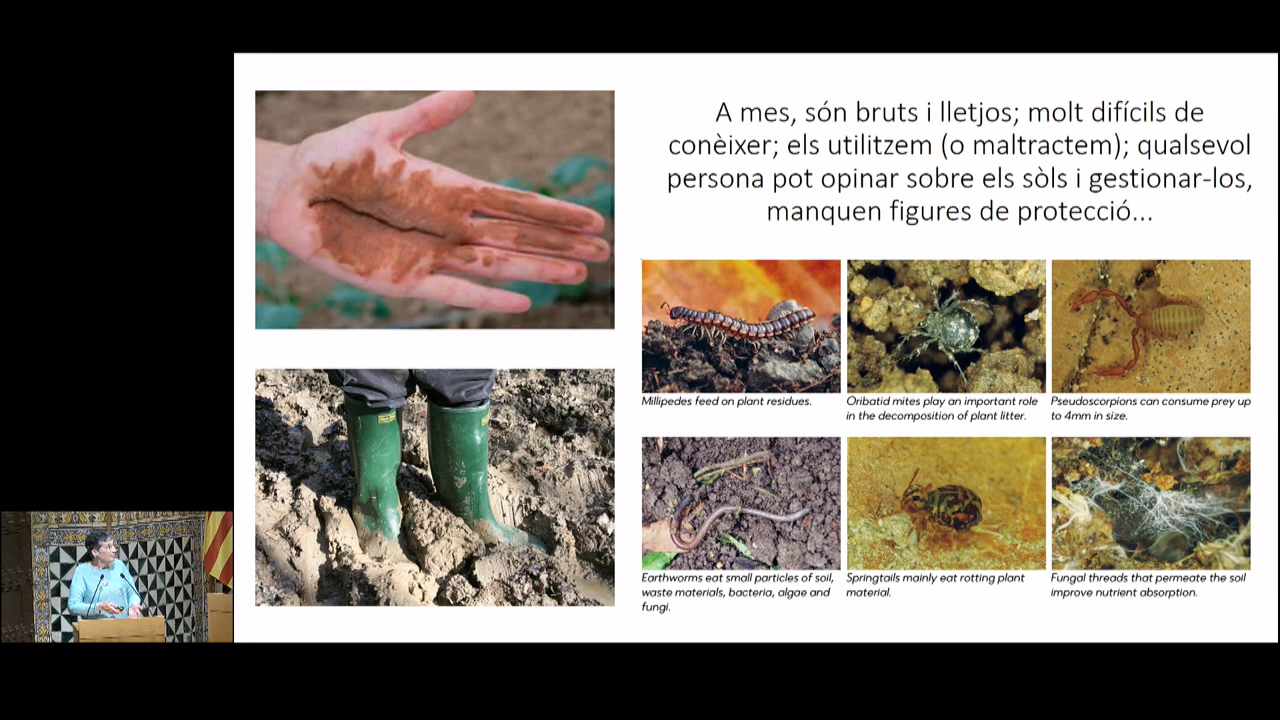 A mes, són bruts i lletjos; molt difícils de
conèixer; els utilitzem (o maltractem); qualsevol
persona pot opinar sobre els sòls i gestionar-los,
manquen figures de protecció...
Millipedes feed on plant residues.
Oribatid mites play an important role
in the decomposition of plant litter.
Pseudoscorpions can consume prey up
to 4mm in size.
Earthworms eat small particles of soil,
waste materials, bacteria, algae and
fungi.
Springtails mainly eat rotting plant
material.
Fungal threads that permeate the soil
improve nutrient absorption.